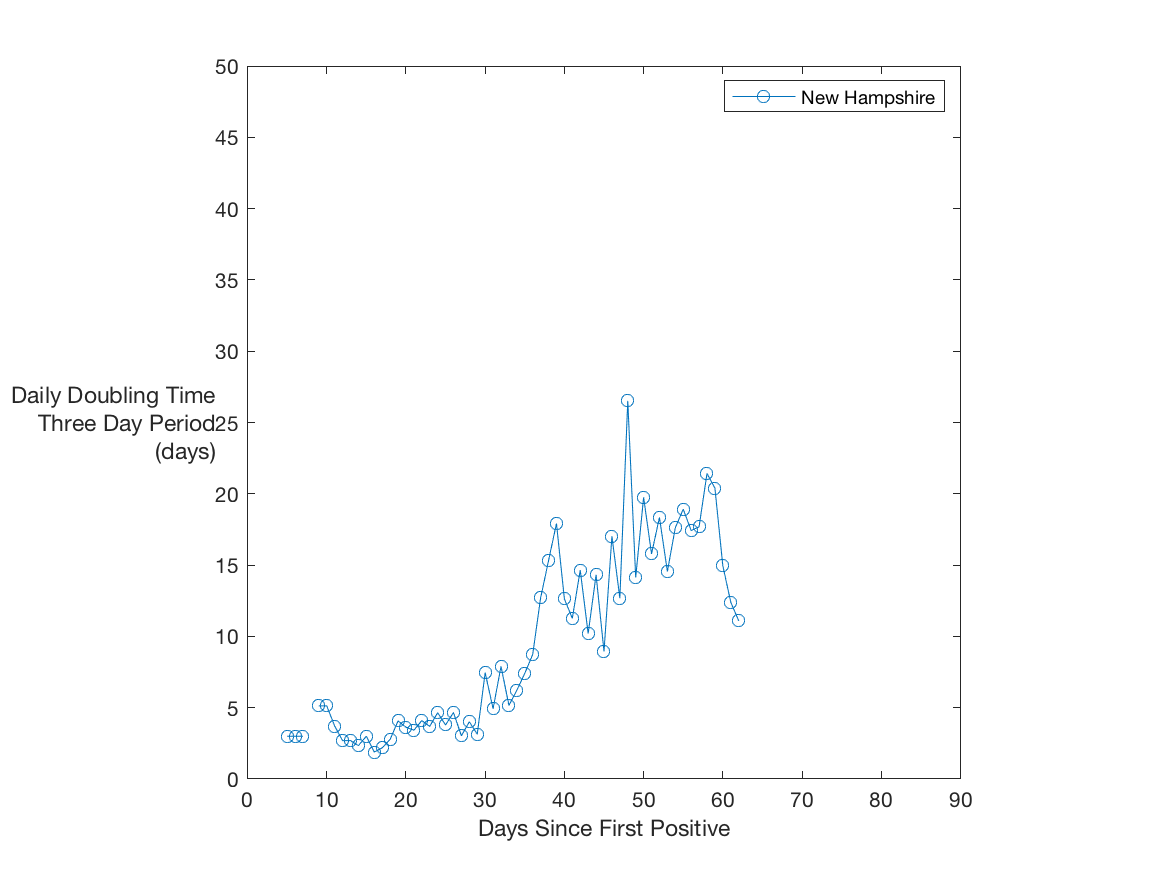 50
New Hampshire
45
40
35
30
Daily Doubling Time
Three Day Period
25
(days)
20
15
10
5
0
0 10 20 30 40 50 60 70 80 90
Days Since First Positive